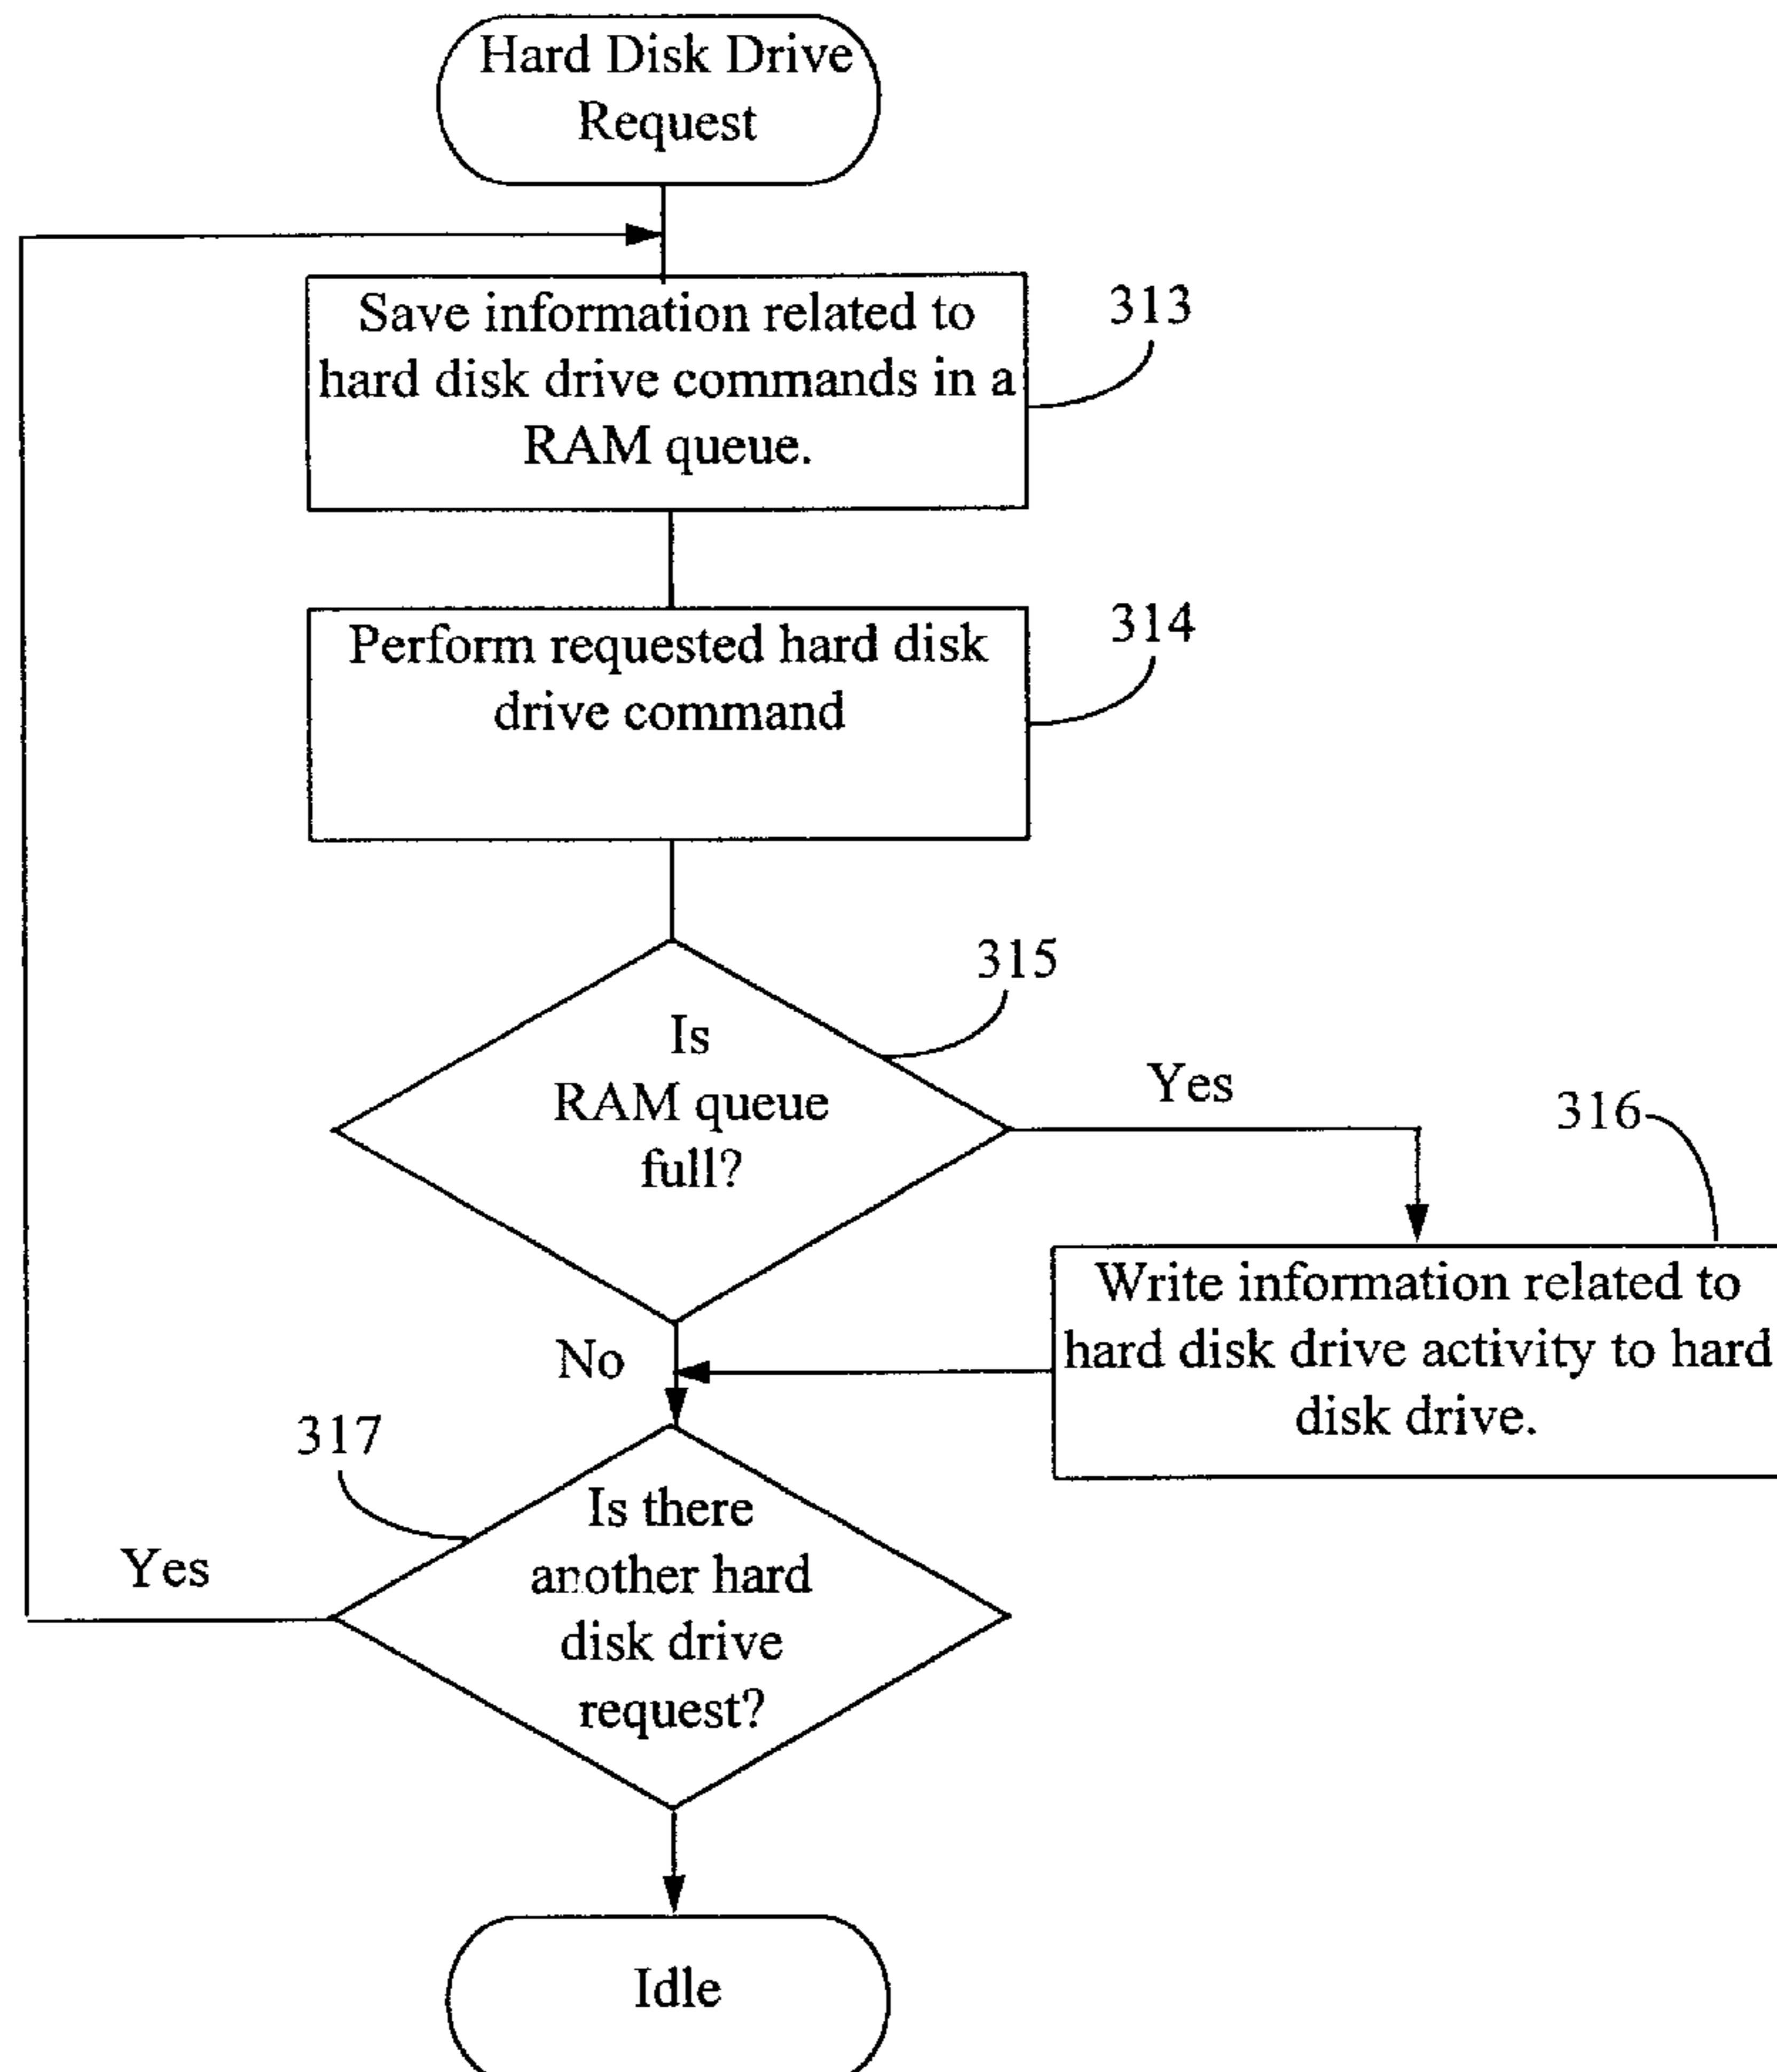 Hard Disk Drive
Request
Save information related to
hard disk drive commands in a
RAM queue.
313
Perform requested hard disk
drive command
314
Is
RAM queue
full?
315
Yes
316
Write information related to
hard disk drive activity to hard
disk drive.
No
317
Is there
another hard
disk drive
request?
Yes
Idle